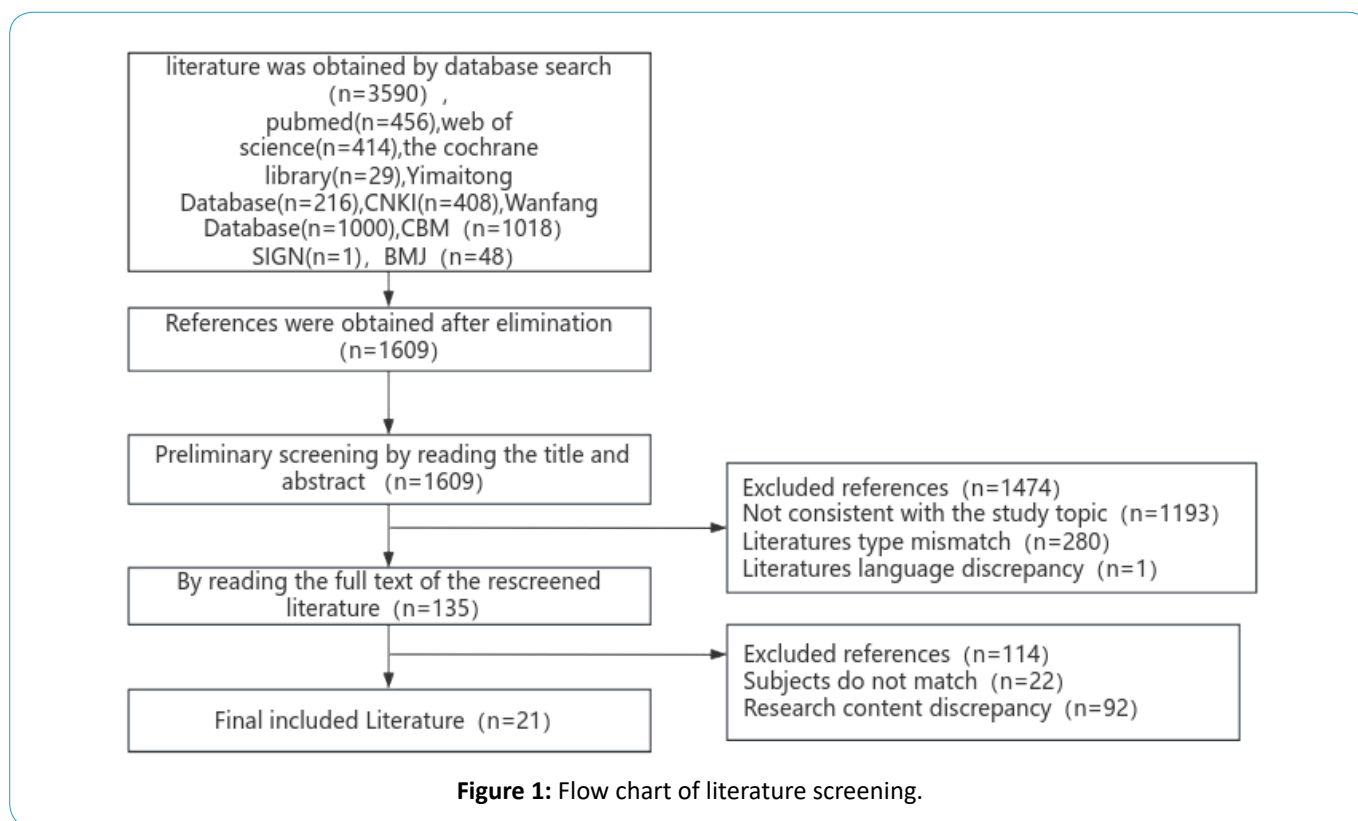 literature was obtained by database search
（n=3590），
pubmed(n=456),web of
science(n=414),the cochrane
library(n=29),Yimaitong
Database(n=216),CNKI(n=408),Wanfang
Database(n=1000),CBM（n=1018）
SIGN(n=1)，BMJ（n=48）
References were obtained after elimination
（n=1609）
Preliminary screening by reading the title and
abstract（n=1609）
Excluded references（n=1474）
Not consistent with the study topic（n=1193）
Literatures type mismatch（n=280）
Literatures language discrepancy（n=1）
By reading the full text of the rescreened
literature（n=135）
Excluded references（n=114）
Subjects do not match（n=22）
Research content discrepancy（n=92）
Final included Literature（n=21）
Figure 1: Flow chart of literature screening.